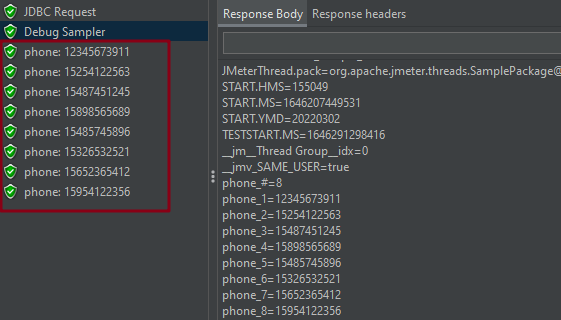 JDBC Request
Debug Sampler
phone: 12345673911
phone: 15254122563
phone: 15487451245
phone: 15898565689
phone: 15485745896
phone: 15326532521
phone: 15652365412
phone: 15954122356
Response Body
Response headers
JMeterThread.pack=org.apache.jmeter.threads.SamplePackage@
START.HMS=155049
START.MS=1646207449531
START.YMD=20220302
TESTSTART.MS=1646291298416
__jm__Thread Group__idx=0
__jmv_SAME_USER=true
phone_#=8
phone_1=12345673911
phone_2=15254122563
phone_3=15487451245
phone_4=15898565689
phone_5=15485745896
phone_6=15326532521
phone_7=15652365412
phone_8=15954122356